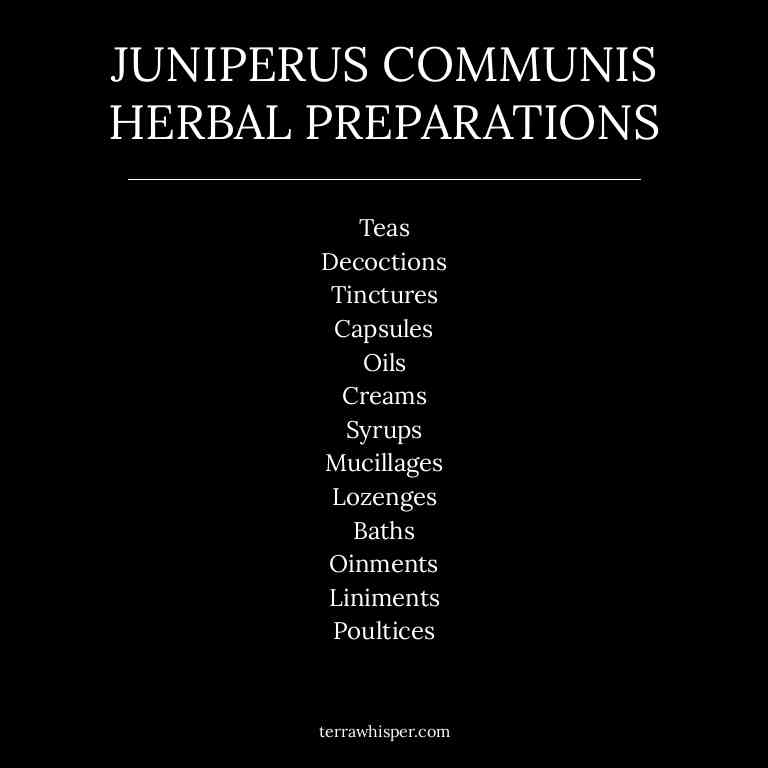 JUNIPERUS COMMUNIS
HERBAL PREPARATIONS
Teas
Decoctions
Tinctures
Capsules
Oils
Creams
Syrups
Mucillages
Lozenges
Baths
Oinments
Liniments
Poultices
terrawhisper.com